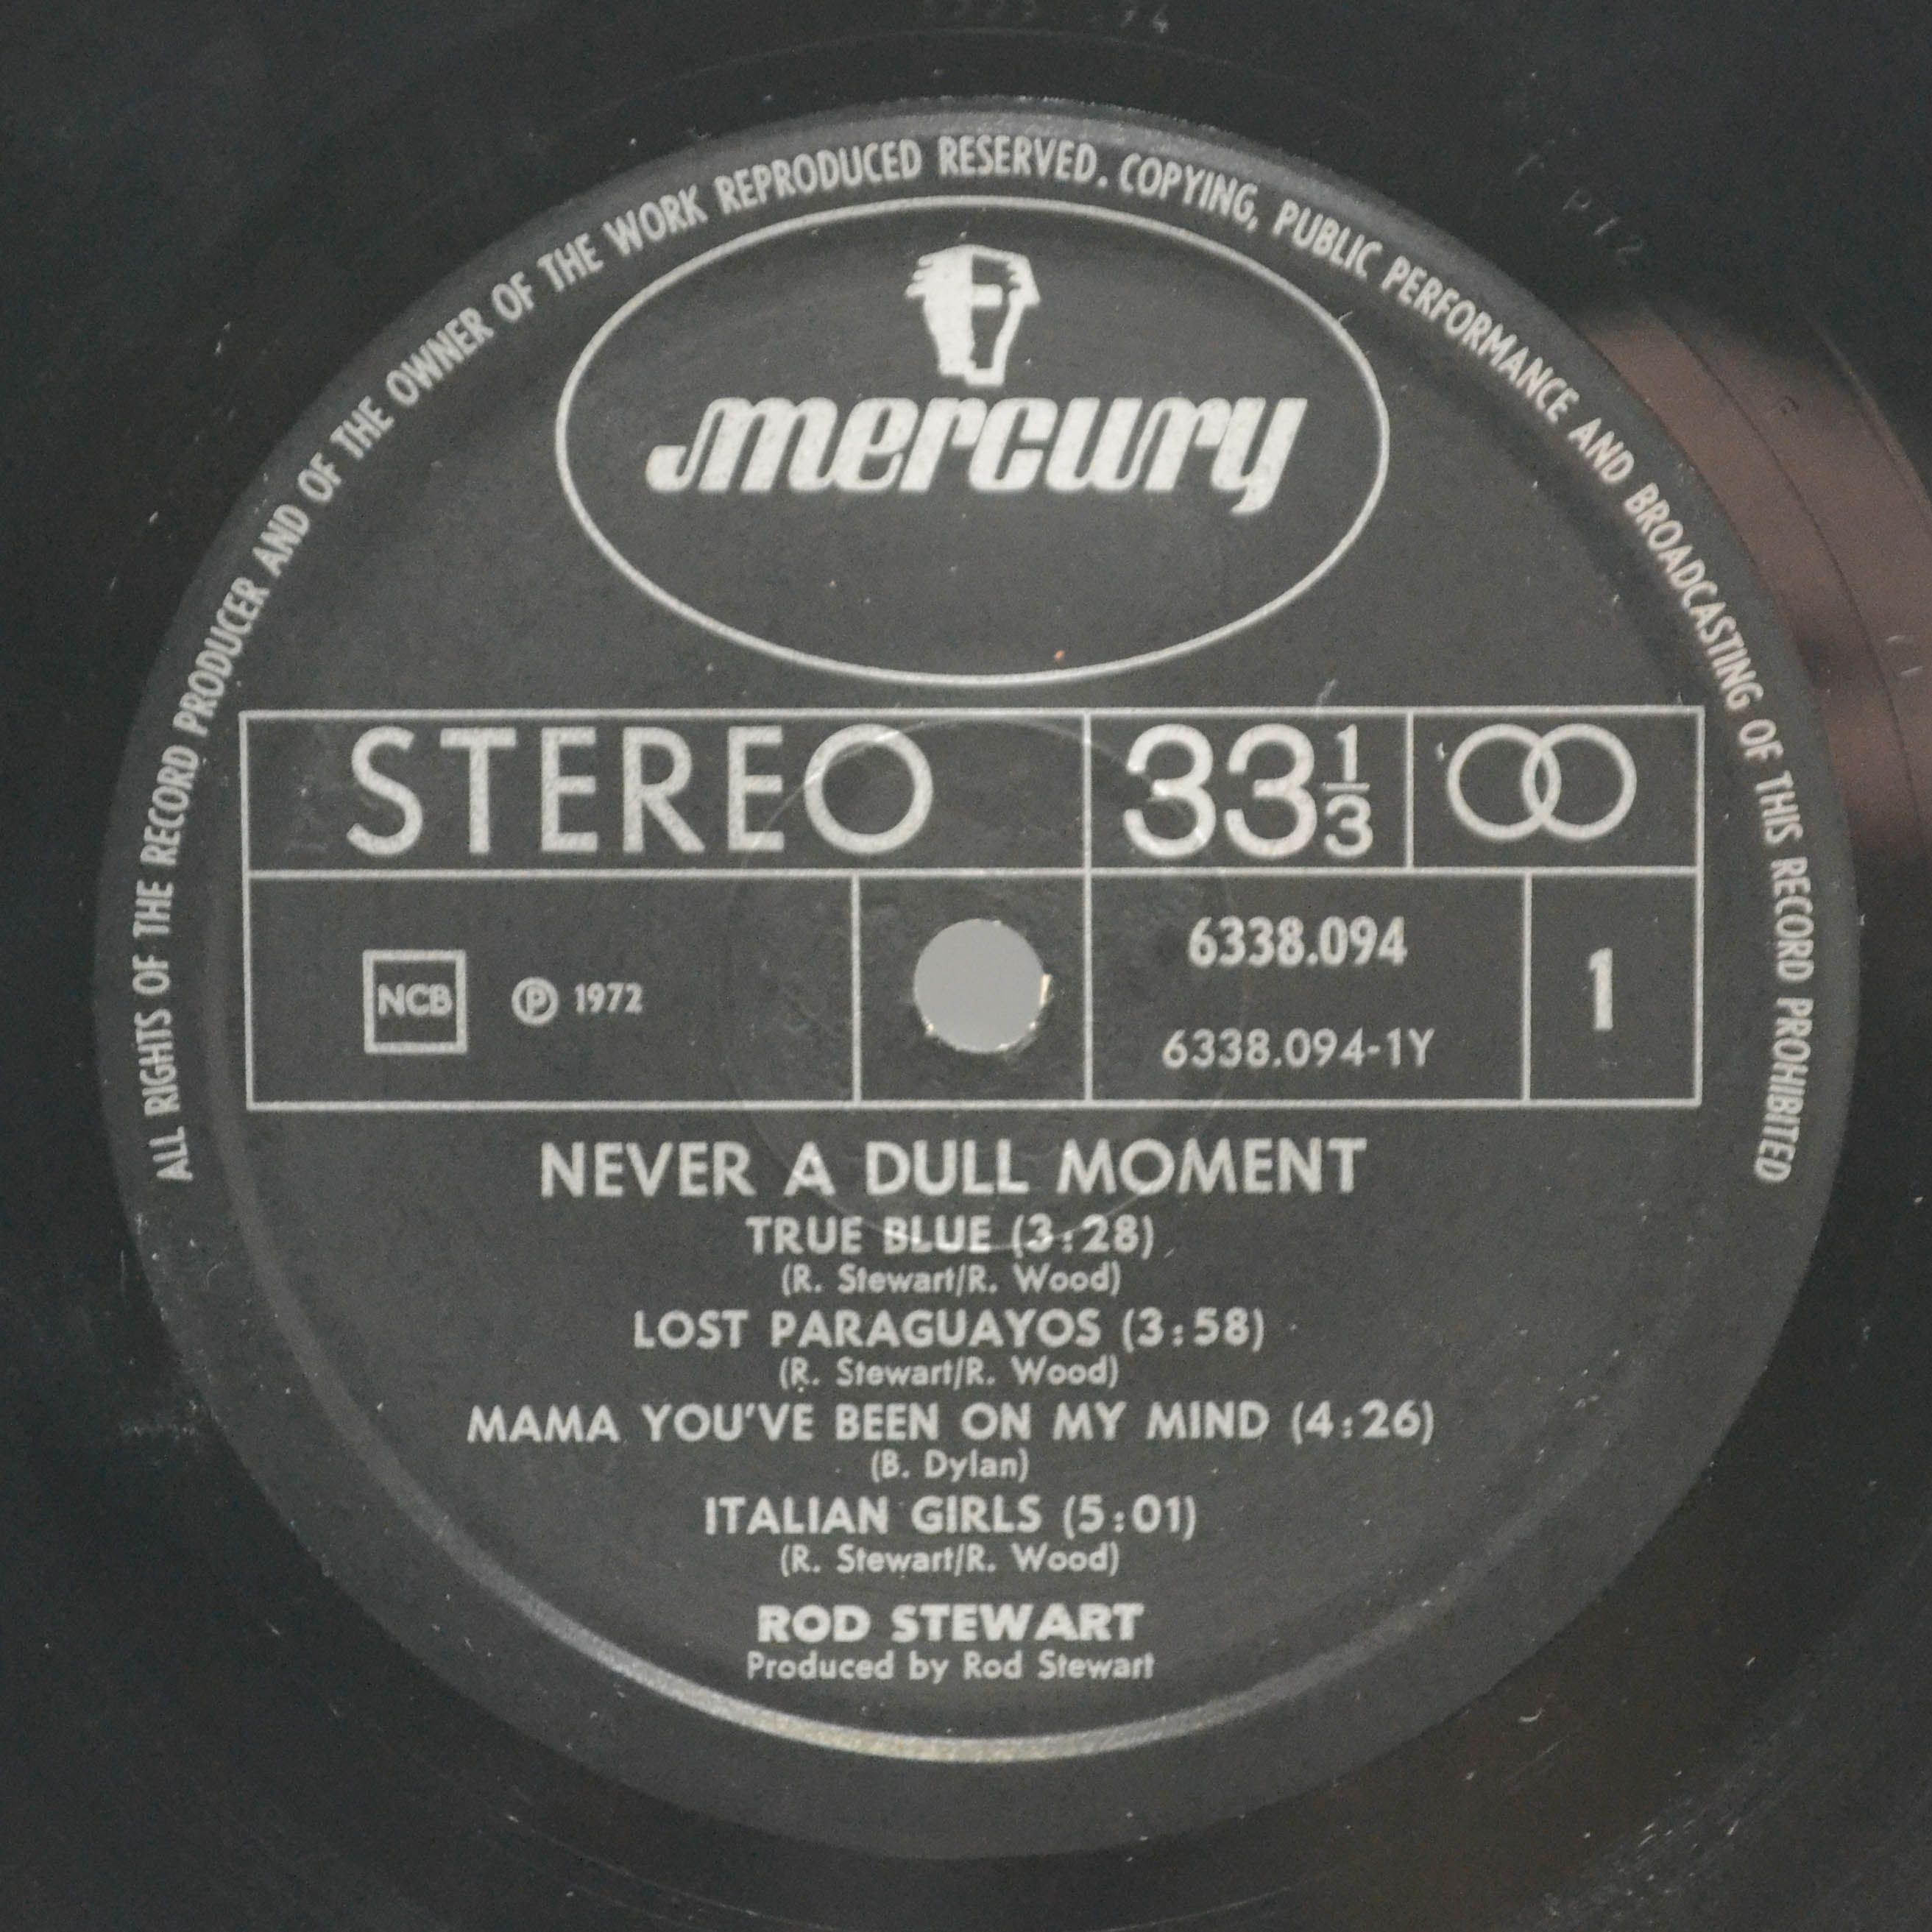 ALL RIGHTS OF THE RECORD PRODUCER AND OF THE OWNER OF THE WORK REPRODUCED RESERVED. COPYING, PUBLIC PERFORMANCE AND BROADCASTING OF THIS RECORD PROHIBITED
mercury
STEREO 33 1/3
NCB ℗ 1972
6338.094
6338.094-1Y
1
NEVER A DULL MOMENT
TRUE BLUE (3:28)
(R. Stewart/R. Wood)
LOST PARAGUAYOS (3:58)
(R. Stewart/R. Wood)
MAMA YOU'VE BEEN ON MY MIND (4:26)
(B. Dylan)
ITALIAN GIRLS (5:01)
(R. Stewart/R. Wood)
ROD STEWART
Produced by Rod Stewart